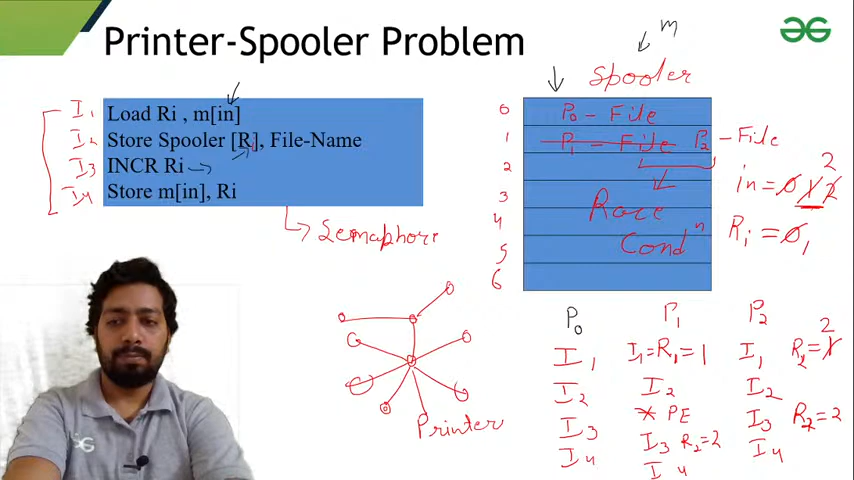 Printer-Spooler Problem
I1 Load Ri , m[in]
I2 Store Spooler [Ri], File-Name
I3 INCR Ri
I4 Store m[in], Ri
Semaphore
Printer
m
Spooler
0 P0 - File
1 P1 - File P2 - File
2
3 Race
4 Condn
5
6
in = 0 1 2 2
Ri = 0 1
P0 P1 P2
I1 I1 = R1 = 1 I1 R2 = 1 2
I2 I2 I2
I3 * PE I3 R2 = 2
I4 I3 R2 = 2 I4
I4
GS